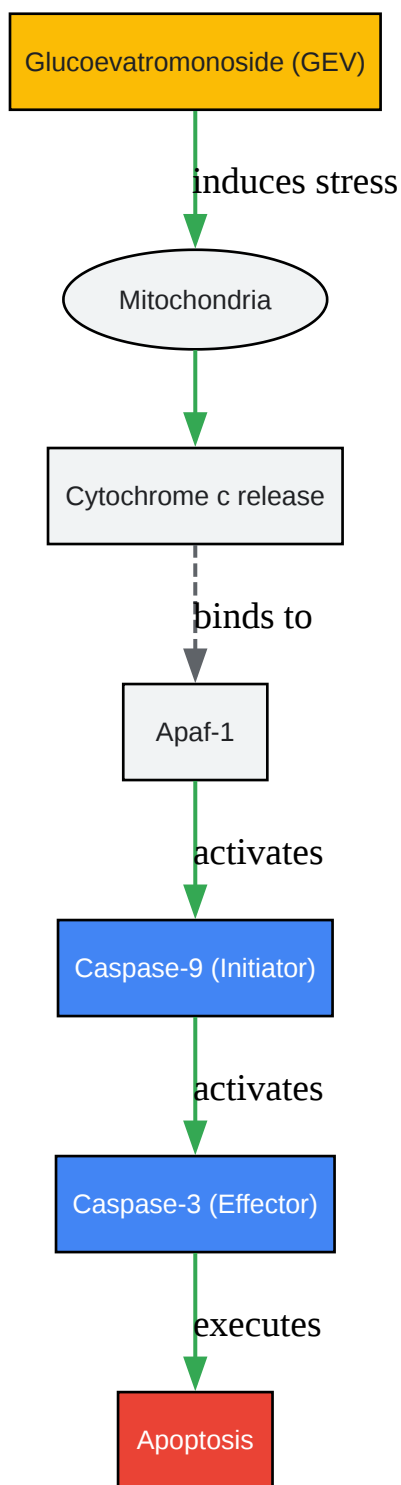 Glucoevatromonoside (GEV)
induces stress
Mitochondria
Cytochrome c release
binds to
Apaf-1
activates
Caspase-9 (Initiator)
activates
Caspase-3 (Effector)
executes
Apoptosis